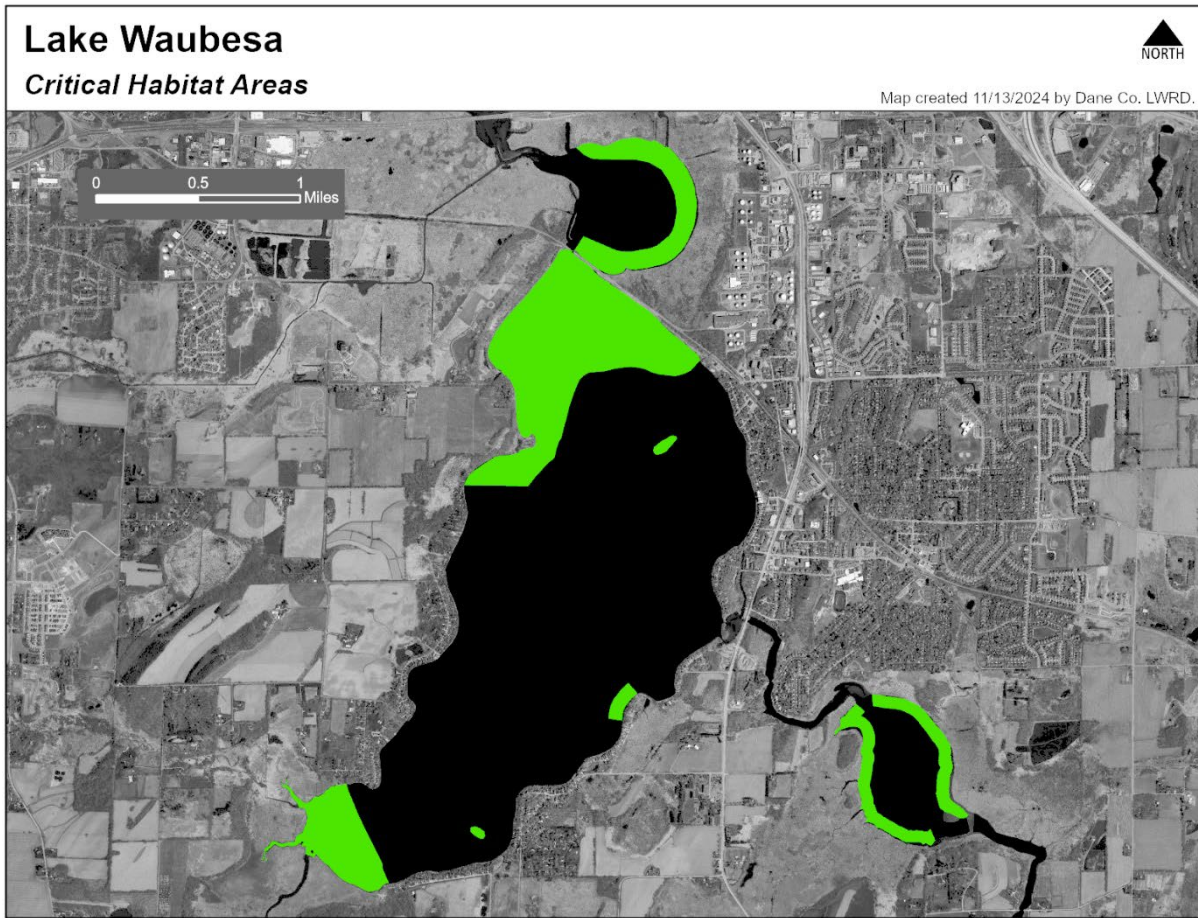 Lake Waubesa
Critical Habitat Areas
NORTH
Map created 11/13/2024 by Dane Co. LWRD.
0 0.5 1
Miles